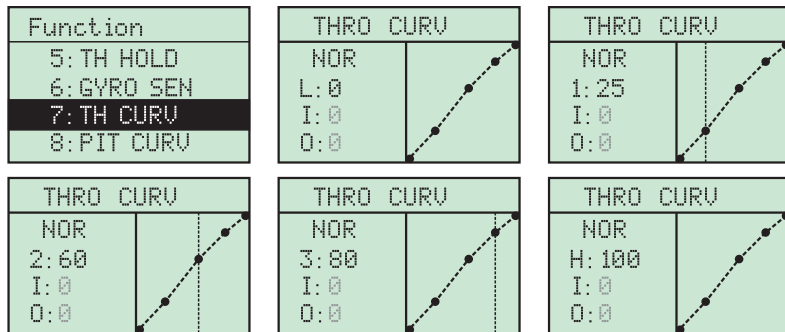 Function
5: TH HOLD
6: GYRO SEN
7: TH CURV
8: PIT CURV
THRO CURV
NOR
L: 0
I: 0
O: 0
THRO CURV
NOR
1: 25
I: 0
O: 0
THRO CURV
NOR
2: 60
I: 0
O: 0
THRO CURV
NOR
3: 80
I: 0
O: 0
THRO CURV
NOR
H: 100
I: 0
O: 0